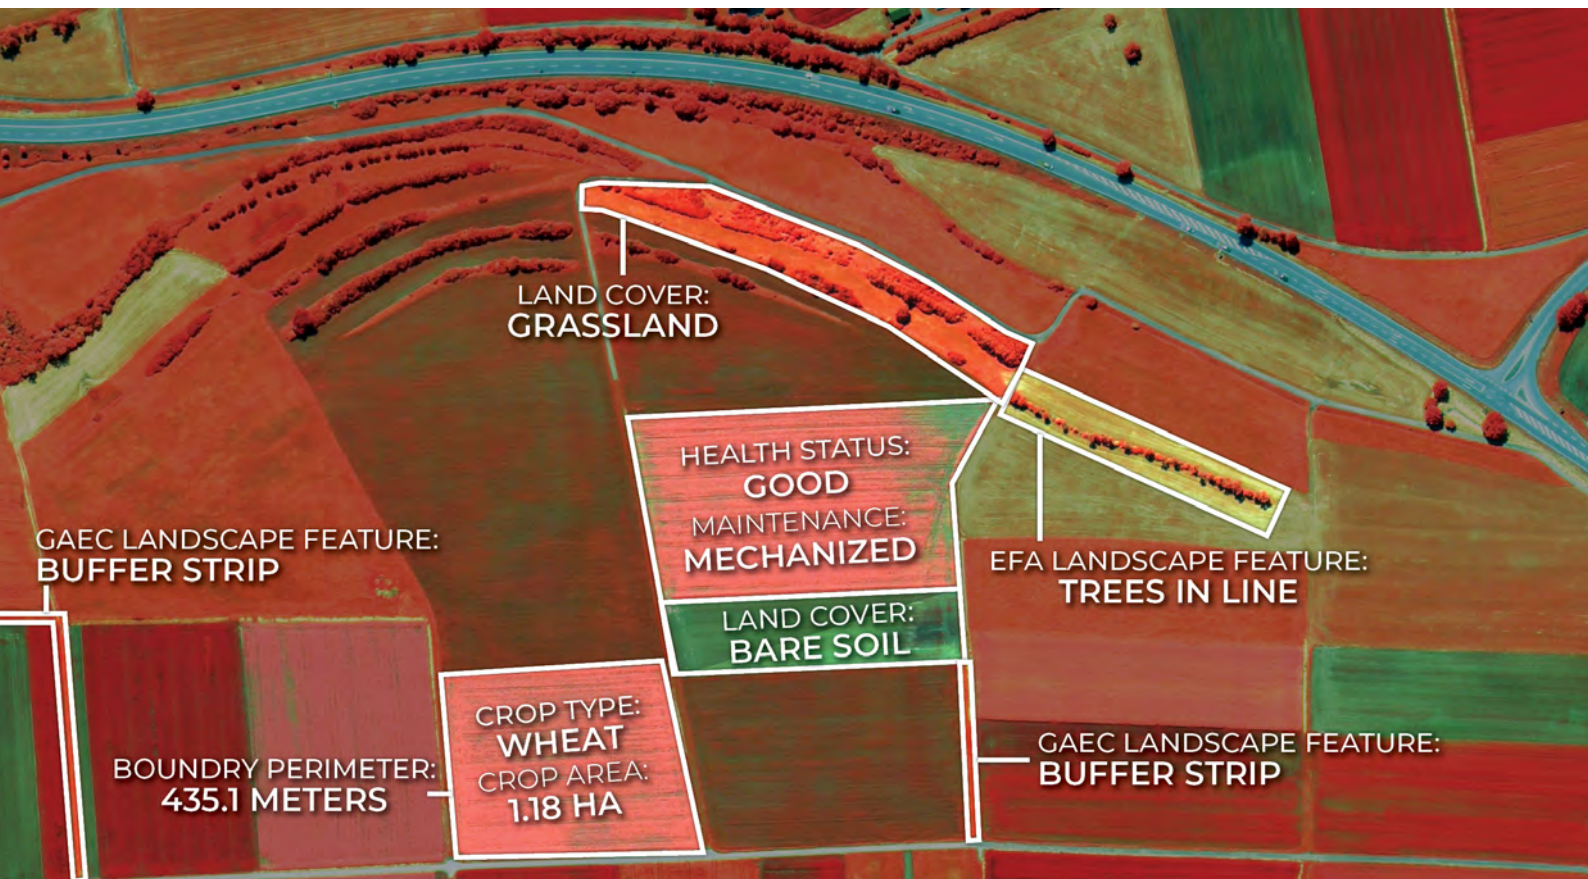 LAND COVER:
GRASSLAND
HEALTH STATUS:
GOOD
MAINTENANCE:
MECHANIZED
GAEC LANDSCAPE FEATURE:
BUFFER STRIP
EFA LANDSCAPE FEATURE:
TREES IN LINE
LAND COVER:
BARE SOIL
CROP TYPE:
WHEAT
CROP AREA:
1.18 HA
BOUNDRY PERIMETER:
435.1 METERS
GAEC LANDSCAPE FEATURE:
BUFFER STRIP